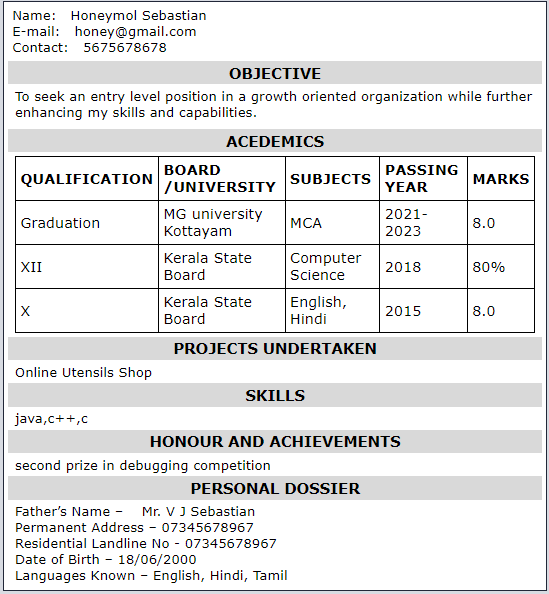 Name: Honeymol Sebastian
E-mail: honey@gmail.com
Contact: 5675678678
OBJECTIVE
To seek an entry level position in a growth oriented organization while further
enhancing my skills and capabilities.
ACEDEMICS
QUALIFICATION BOARD /UNIVERSITY SUBJECTS PASSING YEAR MARKS
Graduation MG university Kottayam MCA 2021-2023 8.0
XII Kerala State Board Computer Science 2018 80%
X Kerala State Board English, Hindi 2015 8.0
PROJECTS UNDERTAKEN
Online Utensils Shop
SKILLS
java,c++,c
HONOUR AND ACHIEVEMENTS
second prize in debugging competition
PERSONAL DOSSIER
Father’s Name – Mr. V J Sebastian
Permanent Address – 07345678967
Residential Landline No - 07345678967
Date of Birth – 18/06/2000
Languages Known – English, Hindi, Tamil